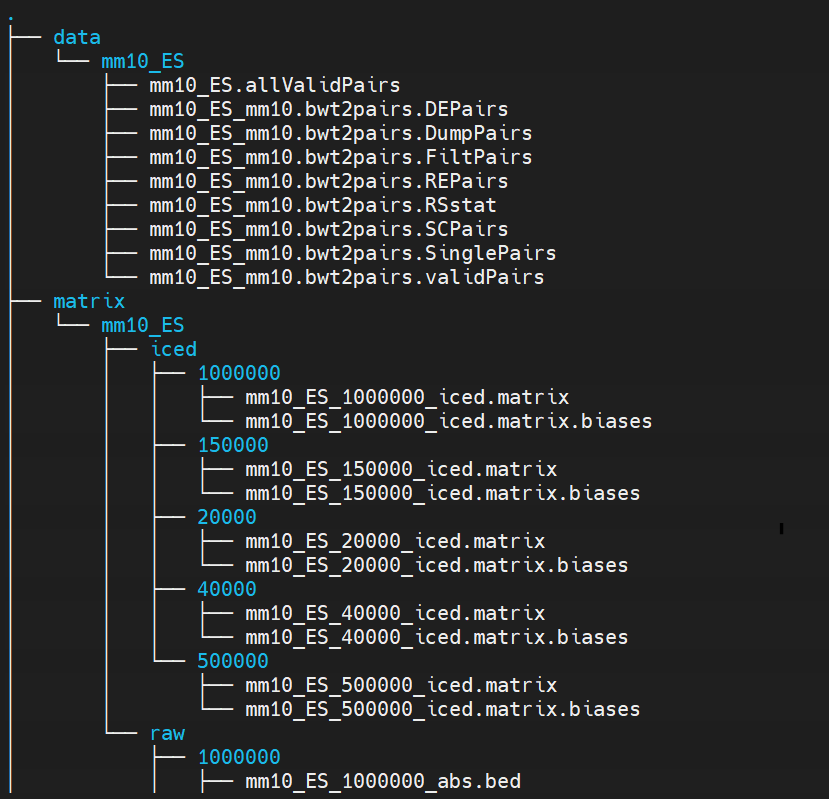 .
├── data
│   └── mm10_ES
│       ├── mm10_ES.allValidPairs
│       ├── mm10_ES_mm10.bwt2pairs.DEPairs
│       ├── mm10_ES_mm10.bwt2pairs.DumpPairs
│       ├── mm10_ES_mm10.bwt2pairs.FiltPairs
│       ├── mm10_ES_mm10.bwt2pairs.REPairs
│       ├── mm10_ES_mm10.bwt2pairs.RSstat
│       ├── mm10_ES_mm10.bwt2pairs.SCPairs
│       ├── mm10_ES_mm10.bwt2pairs.SinglePairs
│       └── mm10_ES_mm10.bwt2pairs.validPairs
├── matrix
│   └── mm10_ES
│       ├── iced
│       │   ├── 1000000
│       │   │   ├── mm10_ES_1000000_iced.matrix
│       │   │   └── mm10_ES_1000000_iced.matrix.biases
│       │   ├── 150000
│       │   │   ├── mm10_ES_150000_iced.matrix
│       │   │   └── mm10_ES_150000_iced.matrix.biases
│       │   ├── 20000
│       │   │   ├── mm10_ES_20000_iced.matrix
│       │   │   └── mm10_ES_20000_iced.matrix.biases
│       │   ├── 40000
│       │   │   ├── mm10_ES_40000_iced.matrix
│       │   │   └── mm10_ES_40000_iced.matrix.biases
│       │   └── 500000
│       │       ├── mm10_ES_500000_iced.matrix
│       │       └── mm10_ES_500000_iced.matrix.biases
│       └── raw
│           ├── 1000000
│           │   ├── mm10_ES_1000000_abs.bed